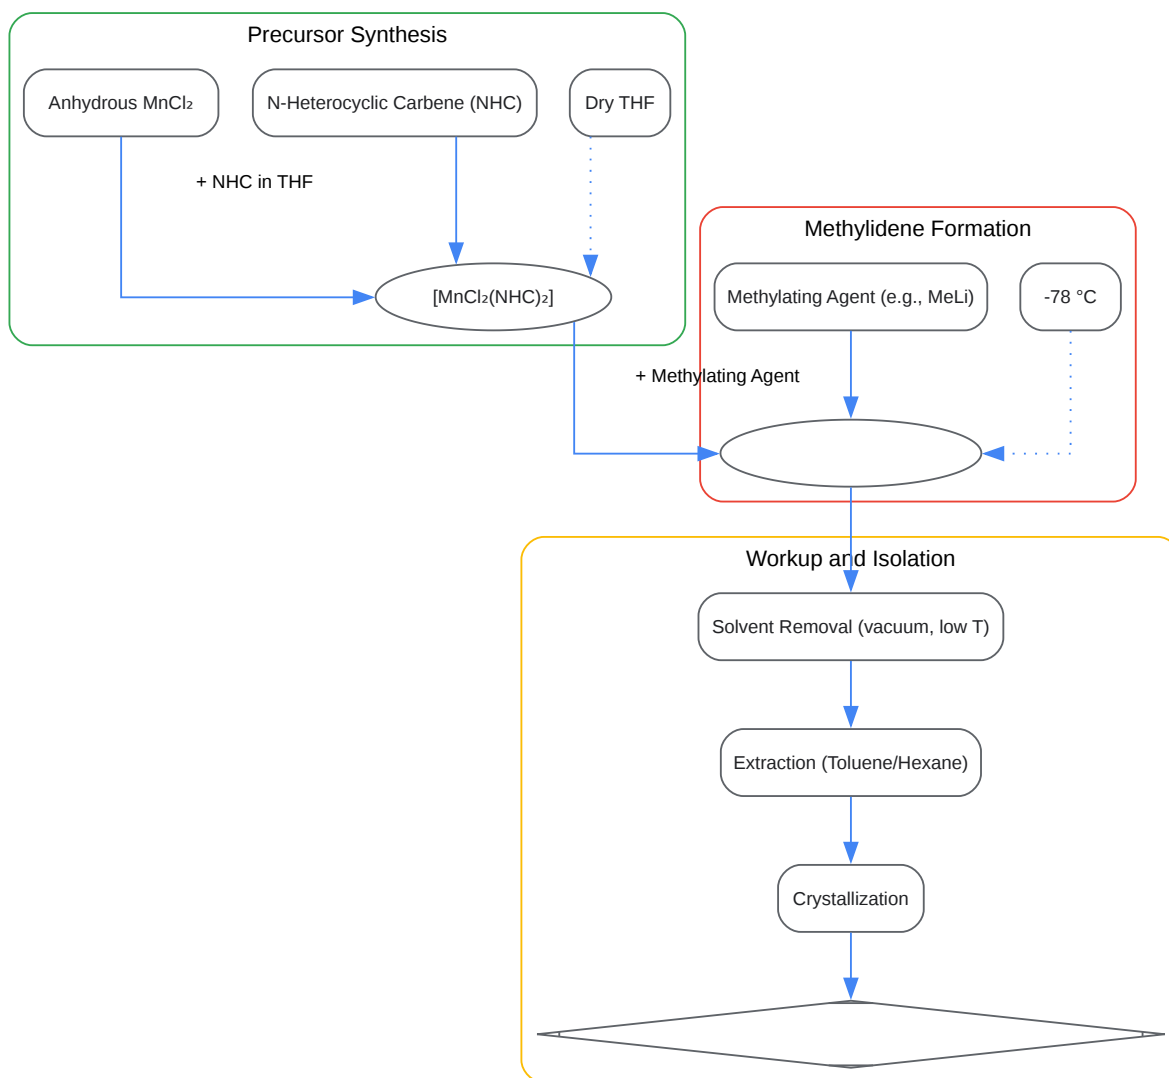 Precursor Synthesis
Anhydrous MnCl₂
N-Heterocyclic Carbene (NHC)
Dry THF
+ NHC in THF
[MnCl₂(NHC)₂]
Methylidene Formation
Methylating Agent (e.g., MeLi)
-78 °C
+ Methylating Agent
Workup and Isolation
Solvent Removal (vacuum, low T)
Extraction (Toluene/Hexane)
Crystallization